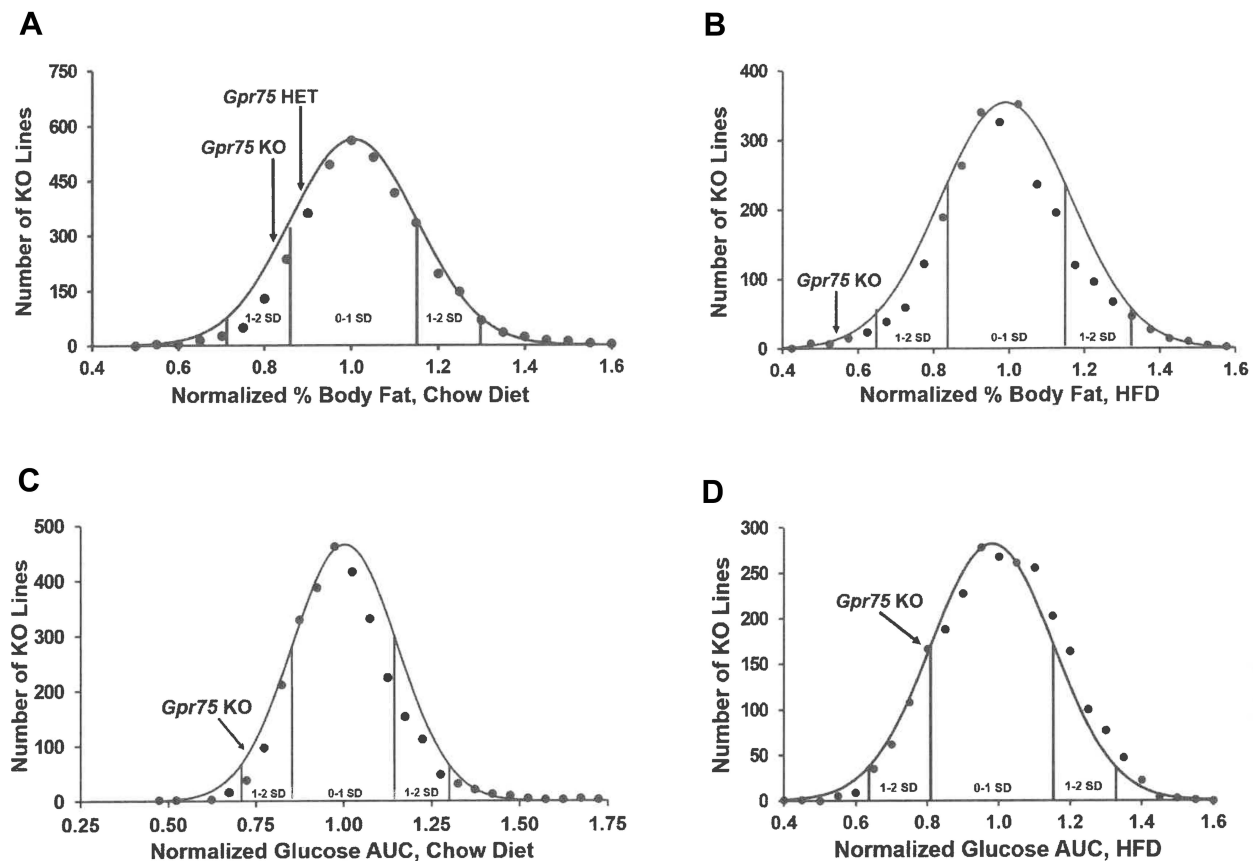 A
Number of KO Lines
750
600
450
300
150
0
Gpr75 HET
Gpr75 KO
1-2 SD
0-1 SD
1-2 SD
0.4
0.6
0.8
1.0
1.2
1.4
1.6
Normalized % Body Fat, Chow Diet
B
Number of KO Lines
400
300
200
100
0
Gpr75 KO
1-2 SD
0-1 SD
1-2 SD
0.4
0.6
0.8
1.0
1.2
1.4
1.6
Normalized % Body Fat, HFD
C
Number of KO Lines
500
400
300
200
100
0
Gpr75 KO
1-2 SD
0-1 SD
1-2 SD
0.25
0.50
0.75
1.00
1.25
1.50
1.75
Normalized Glucose AUC, Chow Diet
D
Number of KO Lines
300
250
200
150
100
50
0
Gpr75 KO
1-2 SD
0-1 SD
1-2 SD
0.4
0.6
0.8
1.0
1.2
1.4
1.6
Normalized Glucose AUC, HFD